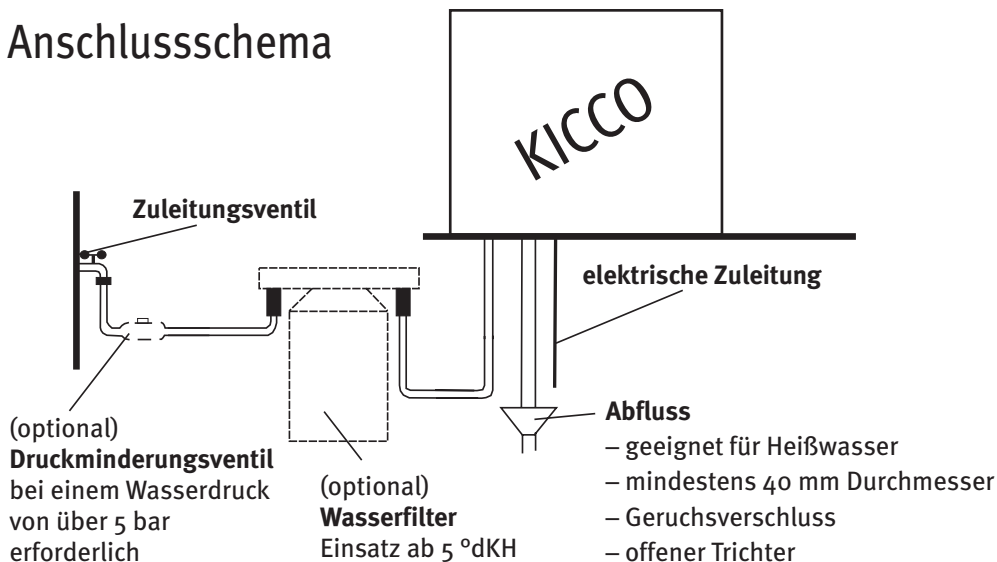 Anschlussschema
KICCO
Zuleitungsventil
elektrische Zuleitung
(optional)
Druckminderungsventil
bei einem Wasserdruck
von über 5 bar
erforderlich
(optional)
Wasserfilter
Einsatz ab 5 °dKH
Abfluss
– geeignet für Heißwasser
– mindestens 40 mm Durchmesser
– Geruchsverschluss
– offener Trichter